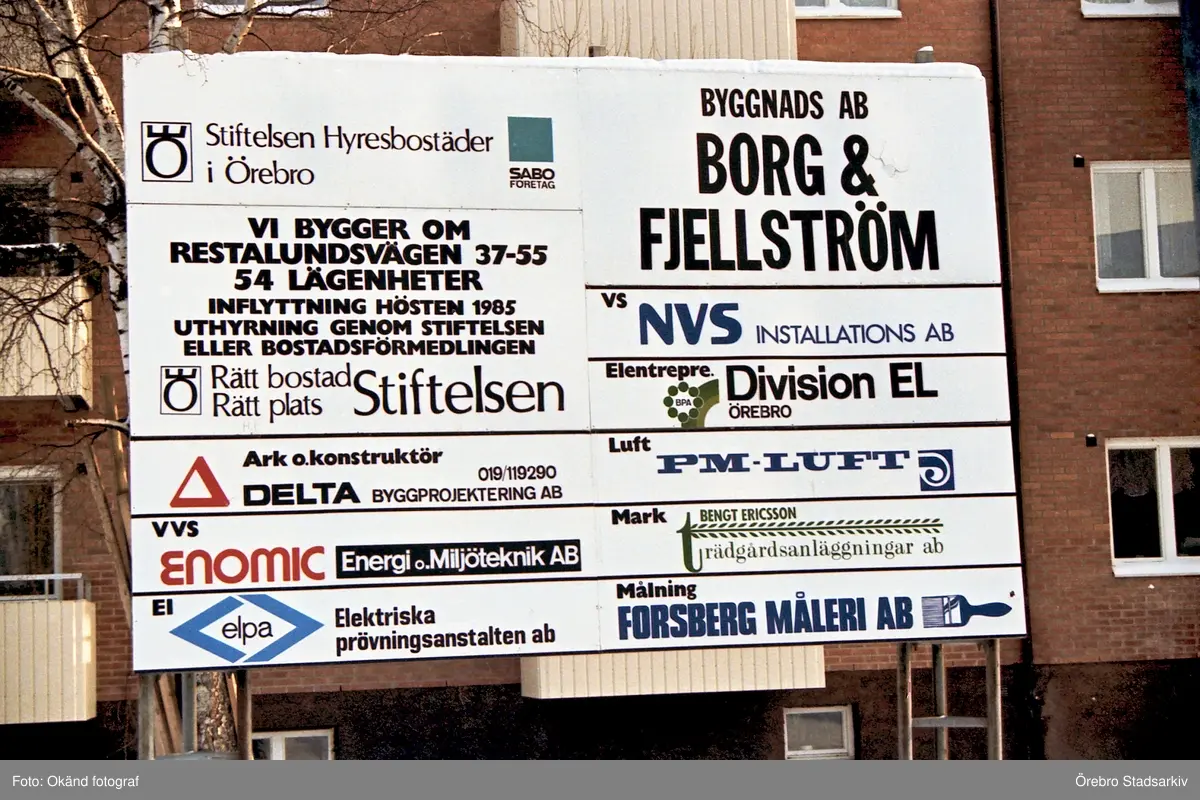 Stiftelsen Hyresbostäder
i Örebro
SABO
FÖRETAG
VI BYGGER OM
RESTALUNDSVÄGEN 37-55
54 LÄGENHETER
INFLYTTNING HÖSTEN 1985
UTHYRNING GENOM STIFTELSEN
ELLER BOSTADSFÖRMEDLINGEN
Rätt bostad
Rätt plats
Stiftelsen
Ark o.konstruktör
019/119290
DELTA BYGGPROJEKTERING AB
VVS
ENOMIC Energi o.Miljöteknik AB
El
elpa
Elektriska
prövningsanstalten ab
BYGGNADS AB
BORG &
FJELLSTRÖM
VS
NVS INSTALLATIONS AB
Elentrepre.
BPA
Division EL
ÖREBRO
Luft
PM-LUFT
Mark
BENGT ERICSSON
trädgårdsanläggningar ab
Målning
FORSBERG MÅLERI AB
Foto: Okänd fotograf
Örebro Stadsarkiv